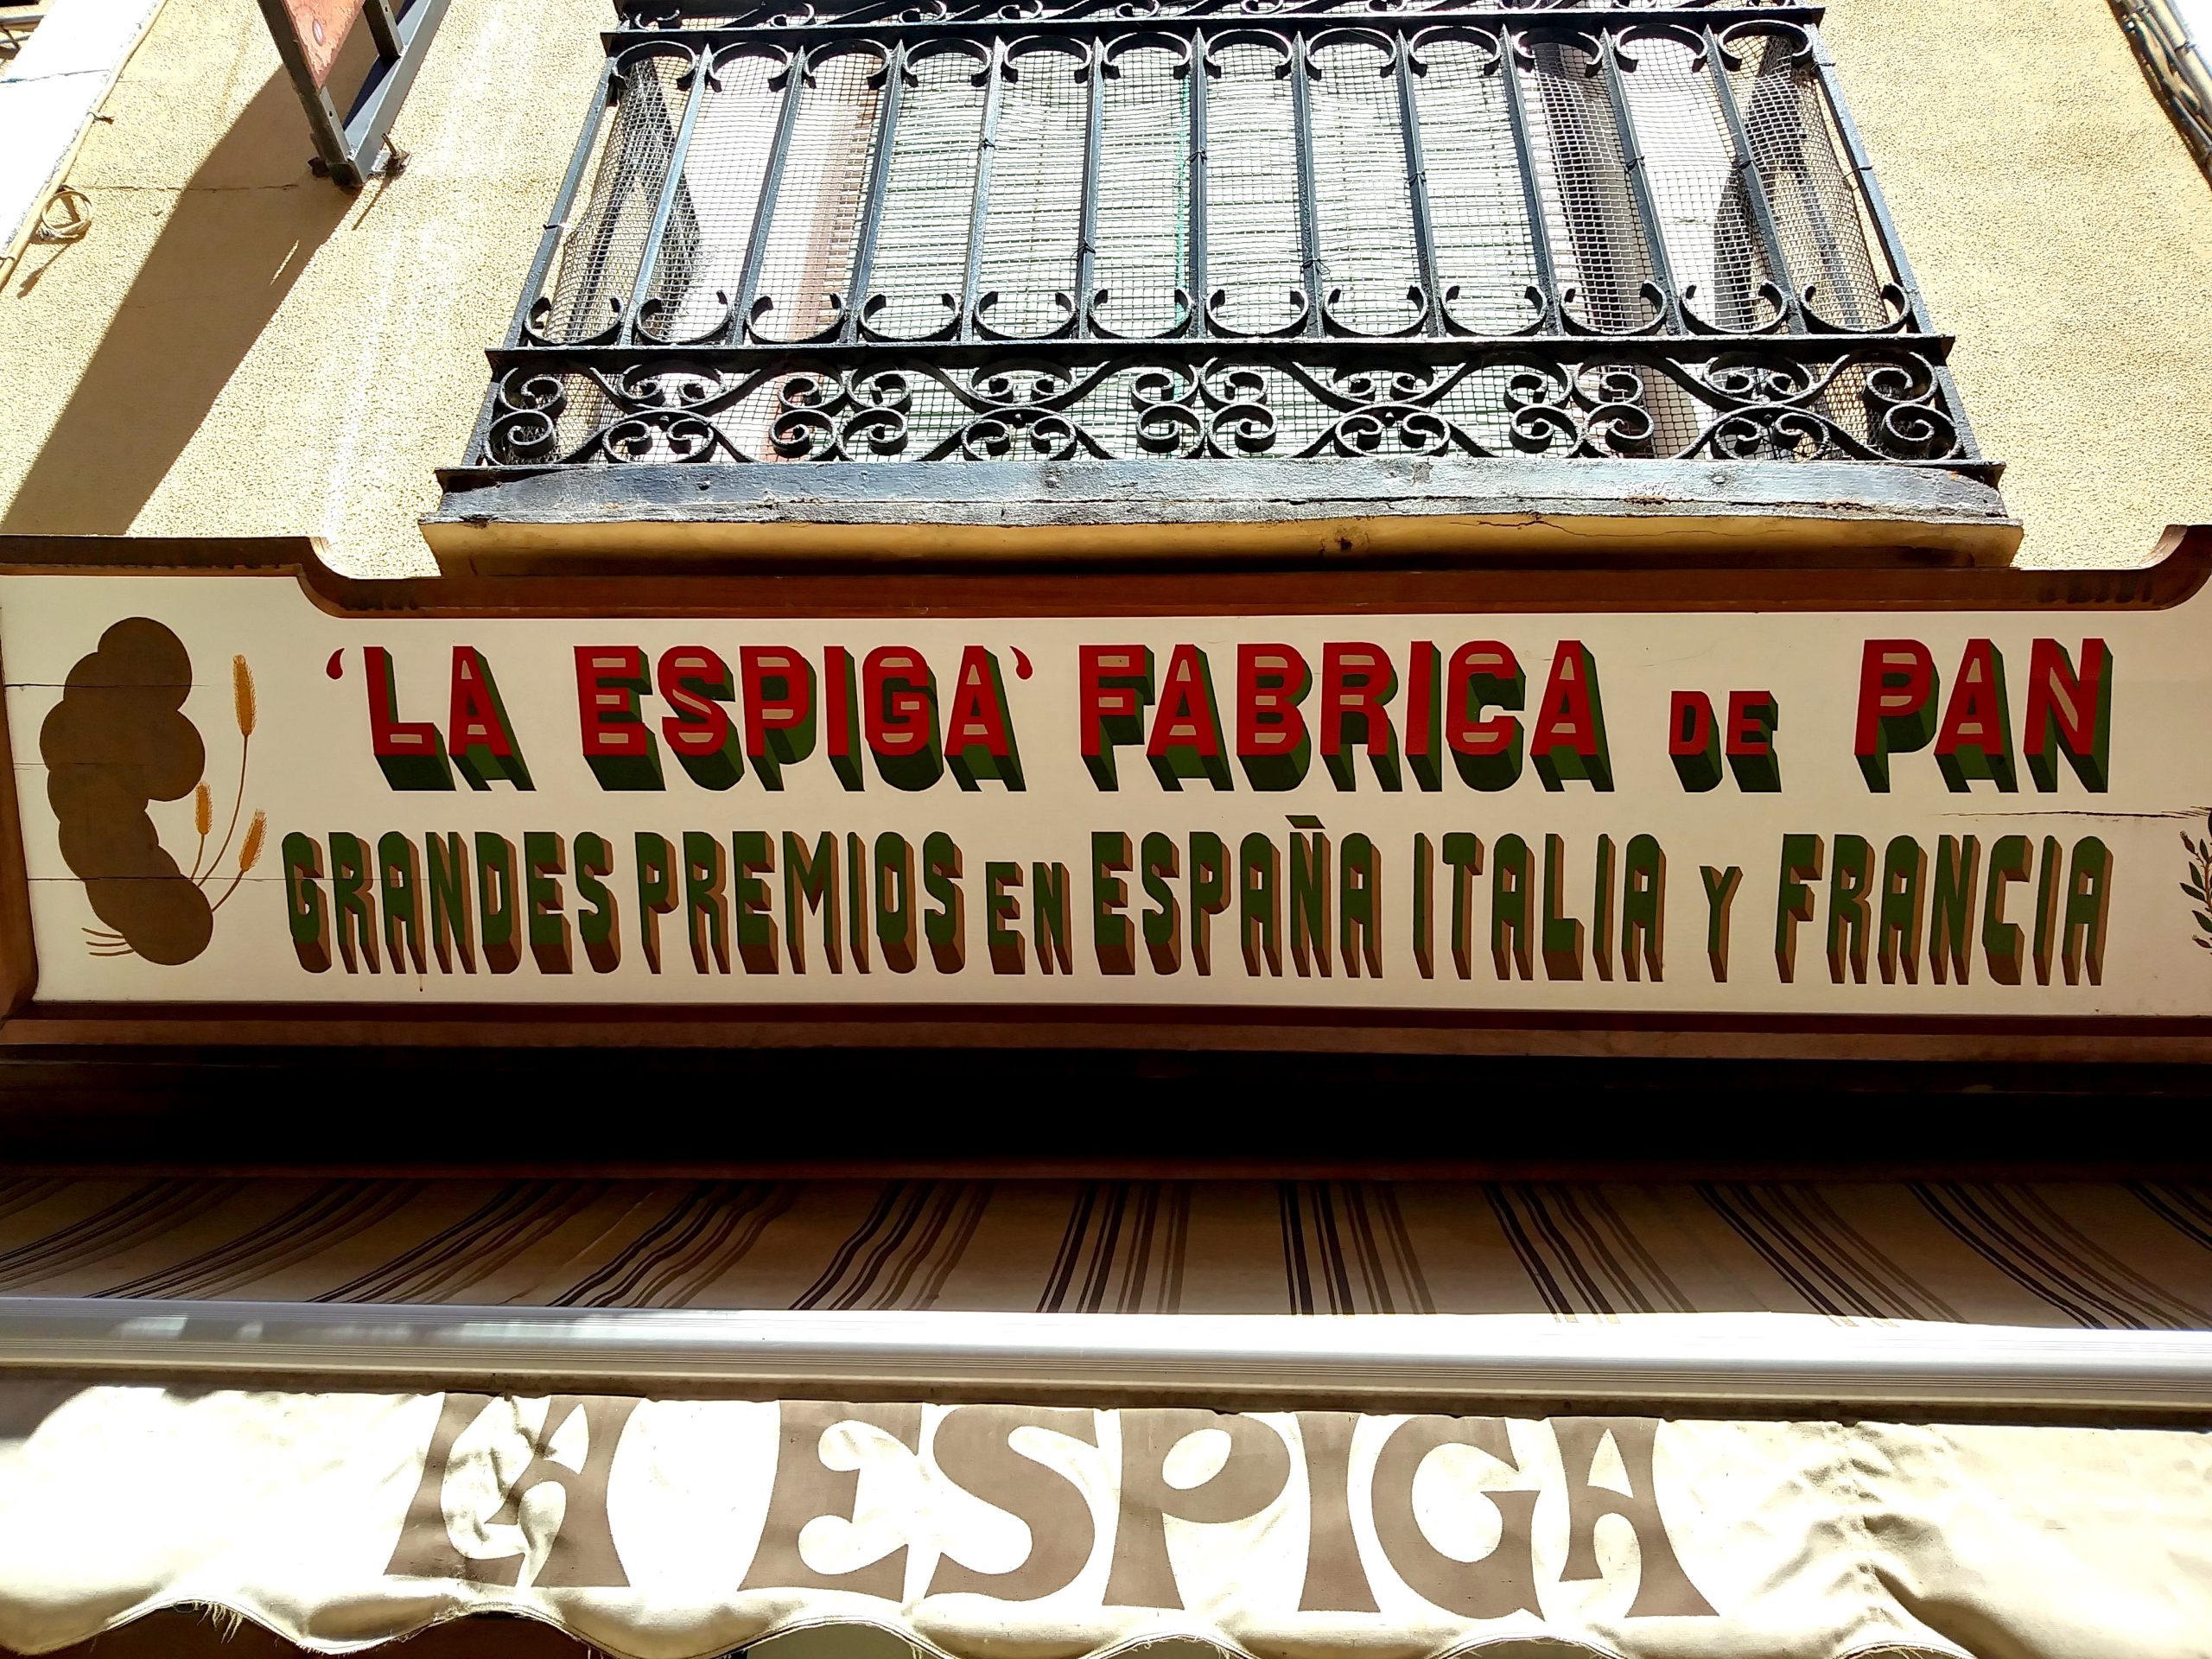 'LA ESPIGA' FABRICA DE PAN
GRANDES PREMIOS EN ESPAÑA ITALIA Y FRANCIA
LA ESPIGA